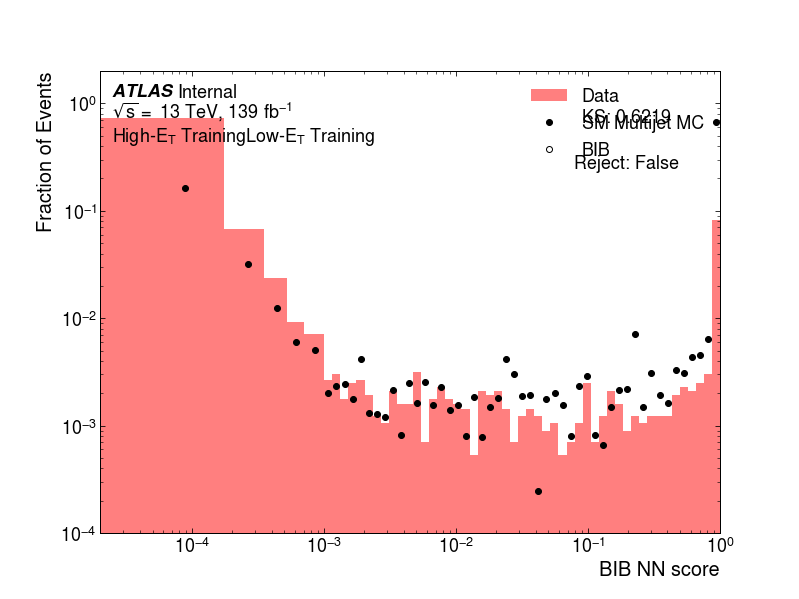 ATLAS Internal
√s = 13 TeV, 139 fb⁻¹
High-E_T TrainingLow-E_T Training
Data
KS: 0.6219
SM Multijet MC
BIB
Reject: False
Fraction of Events
10⁰
10⁻¹
10⁻²
10⁻³
10⁻⁴
10⁻⁴ 10⁻³ 10⁻² 10⁻¹ 10⁰
BIB NN score